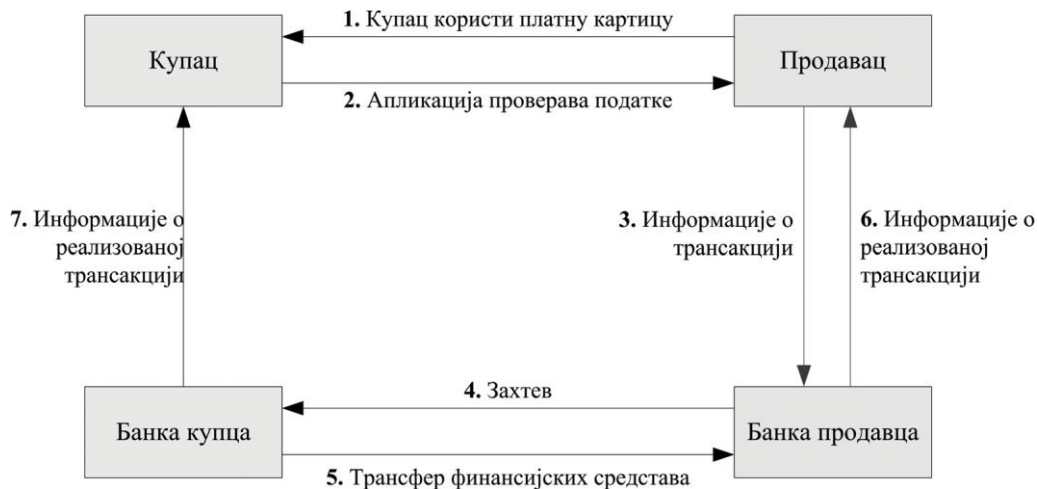 1. Купац користи платну картицу
Купац
Продавац
2. Апликација проверава податке
7. Информације о
реализованој
трансакцији
3. Информације о
трансакцији
6. Информације о
реализованој
трансакцији
4. Захтев
Банка купца
Банка продавца
5. Трансфер финансијских средстава